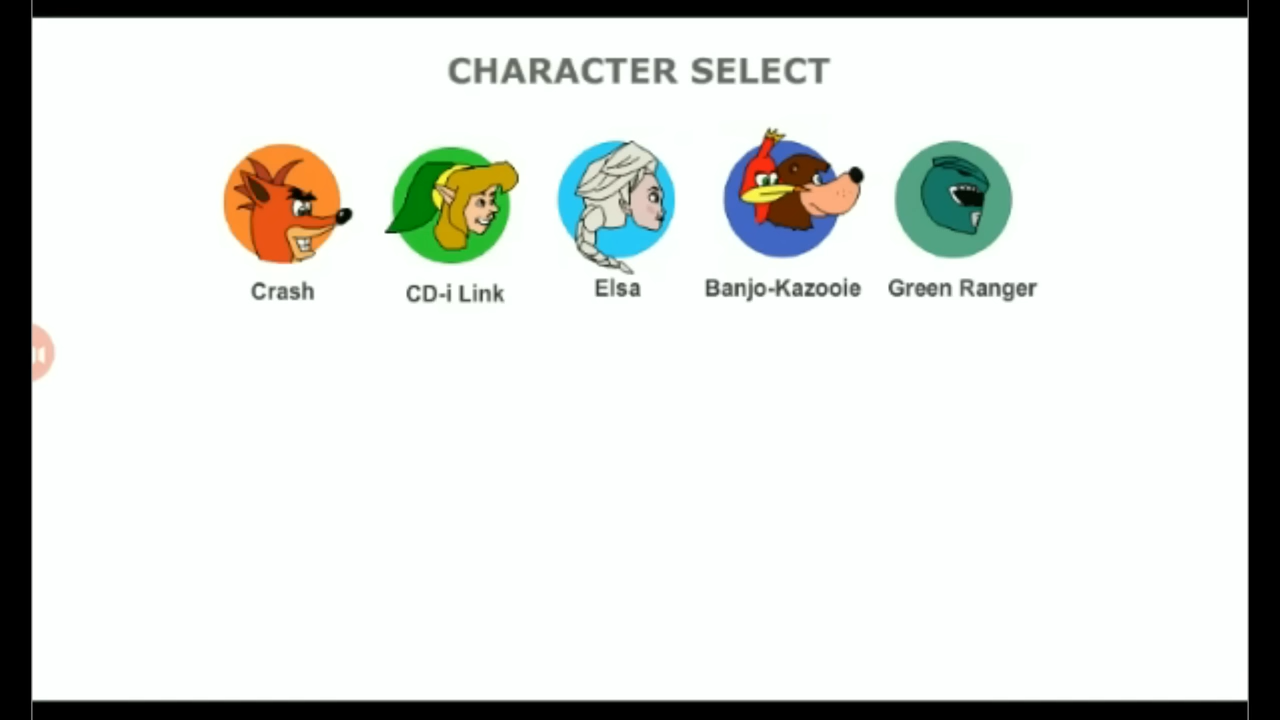 CHARACTER SELECT
Crash
CD-i Link
Elsa
Banjo-Kazooie
Green Ranger